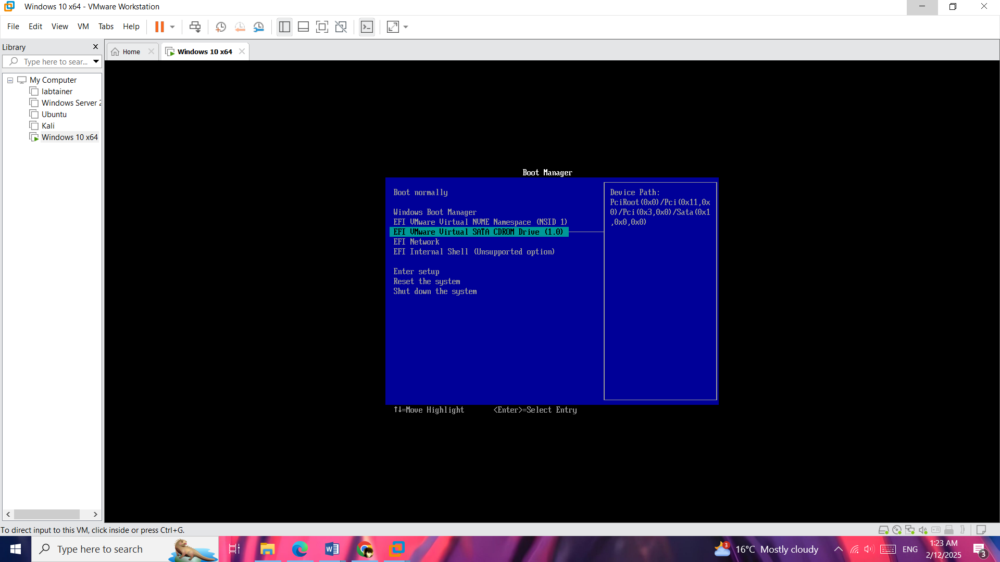 Windows 10 x64 - VMware Workstation
File Edit View VM Tabs Help
Library
Type here to sear...
Home
Windows 10 x64
My Computer
labtainer
Windows Server
Ubuntu
Kali
Windows 10 x64
Boot Manager
Boot normally
Windows Boot Manager
EFI VMware Virtual NVME Namespace (NSID 1)
EFI VMware Virtual SATA CDROM Drive (1.0)
EFI Network
EFI Internal Shell (Unsupported option)
Enter setup
Reset the system
Shut down the system
Device Path:
PciRoot(0x0)/Pci(0x11,0x
0)/Pci(0x3,0x0)/Sata(0x1
,0x0,0x0)
↑↓=Move Highlight <Enter>=Select Entry
To direct input to this VM, click inside or press Ctrl+G.
Type here to search
3
16°C Mostly cloudy
ENG
1:23 AM
2/12/2025
3